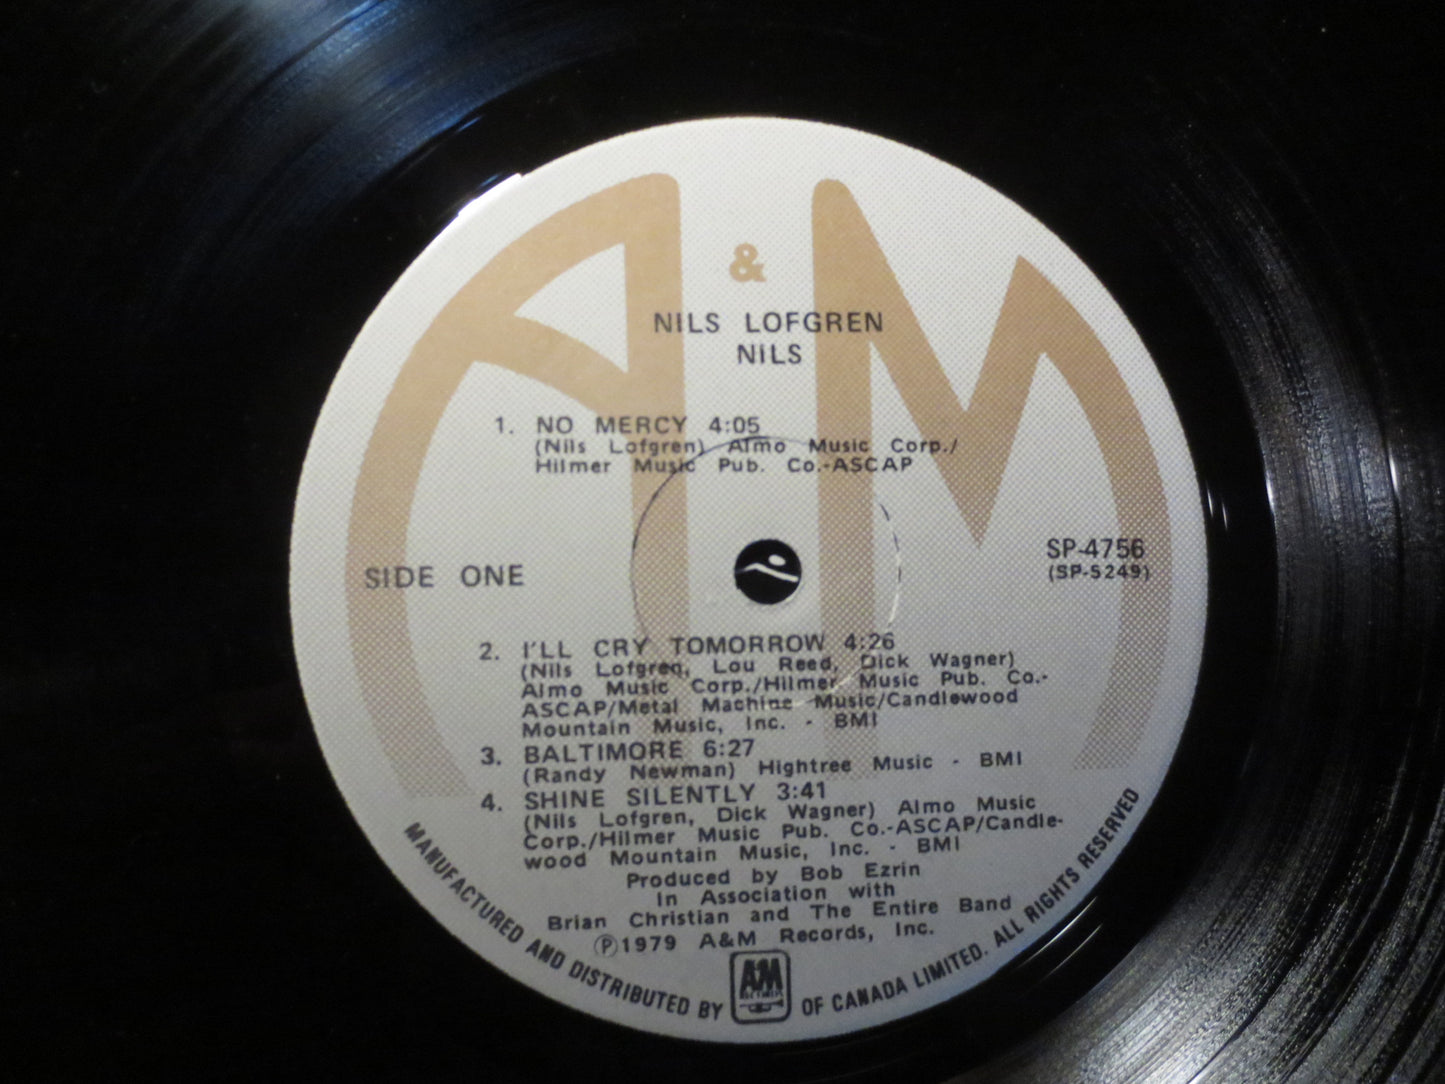 A & M
NILS LOFGREN
NILS
1. NO MERCY 4:05
(Nils Lofgren) Almo Music Corp./
Hilmer Music Pub. Co.-ASCAP
SIDE ONE
SP-4756
(SP-5249)
2. I'LL CRY TOMORROW 4:26
(Nils Lofgren, Lou Reed, Dick Wagner)
Almo Music Corp./Hilmer Music Pub. Co.-
ASCAP/Metal Machine Music/Candlewood
Mountain Music, Inc. - BMI
3. BALTIMORE 6:27
(Randy Newman) Hightree Music - BMI
4. SHINE SILENTLY 3:41
(Nils Lofgren, Dick Wagner) Almo Music
Corp./Hilmer Music Pub. Co.-ASCAP/Candle-
wood Mountain Music, Inc. - BMI
Produced by Bob Ezrin
In Association with
Brian Christian and The Entire Band
℗1979 A&M Records, Inc.
MANUFACTURED AND DISTRIBUTED BY A&M RECORDS OF CANADA LIMITED. ALL RIGHTS RESERVED